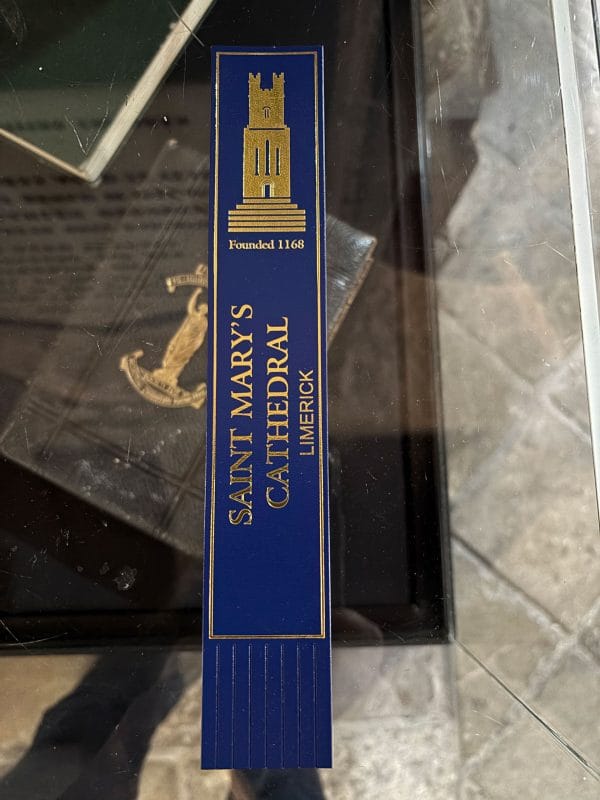 Founded 1168
SAINT MARY'S
CATHEDRAL
LIMERICK